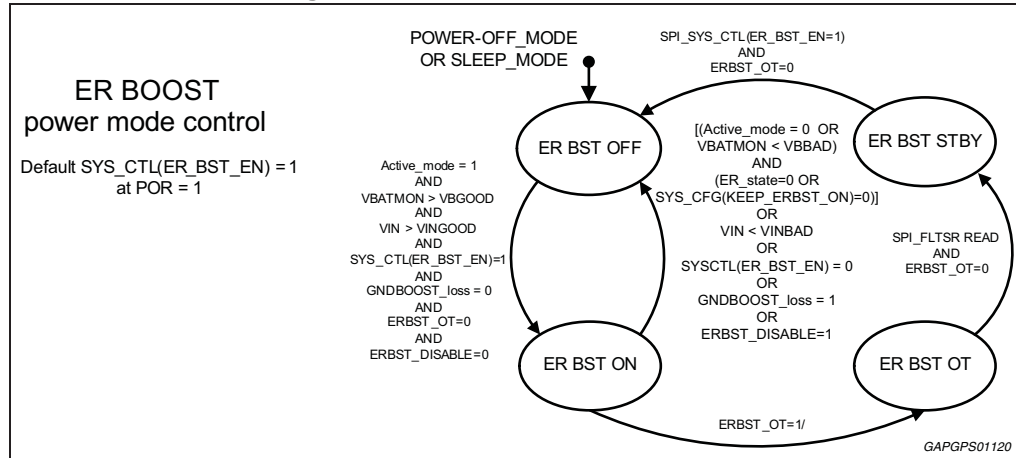 ER BOOST
power mode control
Default SYS_CTL(ER_BST_EN) = 1
at POR = 1
POWER-OFF_MODE
OR SLEEP_MODE
SPI_SYS_CTL(ER_BST_EN=1)
AND
ERBST_OT=0
ER BST OFF
ER BST STBY
Active_mode = 1
AND
VBATMON > VBGOOD
AND
VIN > VINGOOD
AND
SYS_CTL(ER_BST_EN)=1
AND
GNDBOOST_loss = 0
AND
ERBST_OT=0
AND
ERBST_DISABLE=0
[(Active_mode = 0 OR
VBATMON < VBBAD)
AND
(ER_state=0 OR
SYS_CFG(KEEP_ERBST_ON)=0)]
OR
VIN < VINBAD
OR
SYSCTL(ER_BST_EN) = 0
OR
GNDBOOST_loss = 1
OR
ERBST_DISABLE=1
SPI_FLTSR READ
AND
ERBST_OT=0
ER BST ON
ER BST OT
ERBST_OT=1/
GAPGPS01120